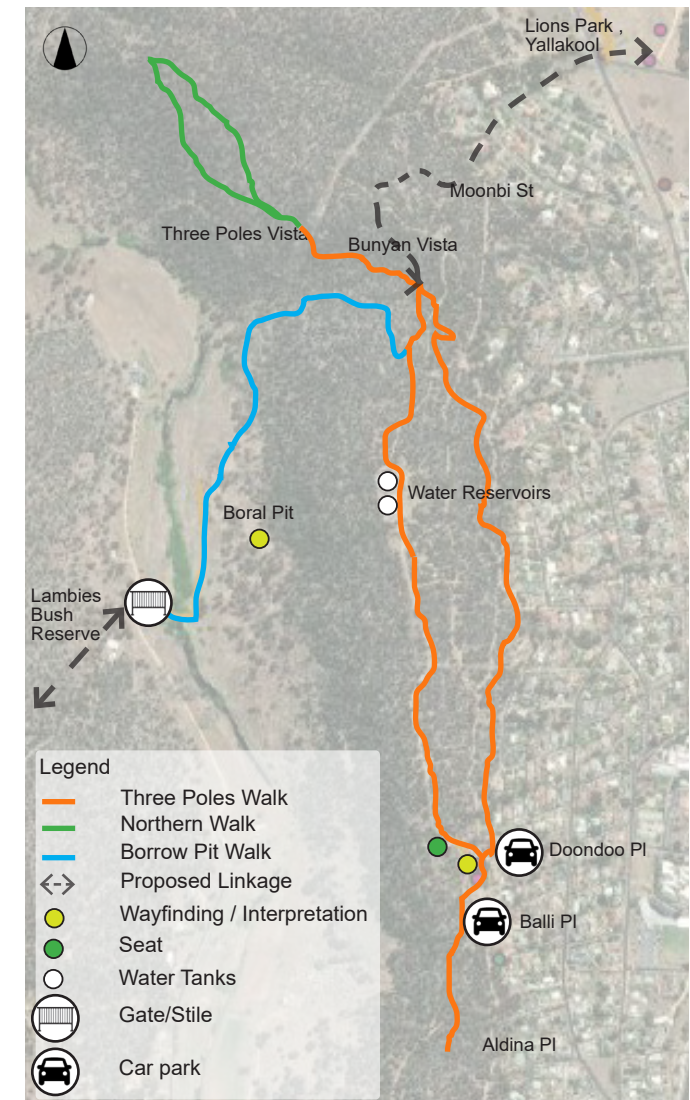 Lions Park ,
Yallakool
Moonbi St
Three Poles Vista
Bunyan Vista
Water Reservoirs
Boral Pit
Lambies
Bush
Reserve
Legend
Three Poles Walk
Northern Walk
Borrow Pit Walk
Proposed Linkage
Wayfinding / Interpretation
Seat
Water Tanks
Gate/Stile
Car park
Doondoo Pl
Balli Pl
Aldina Pl